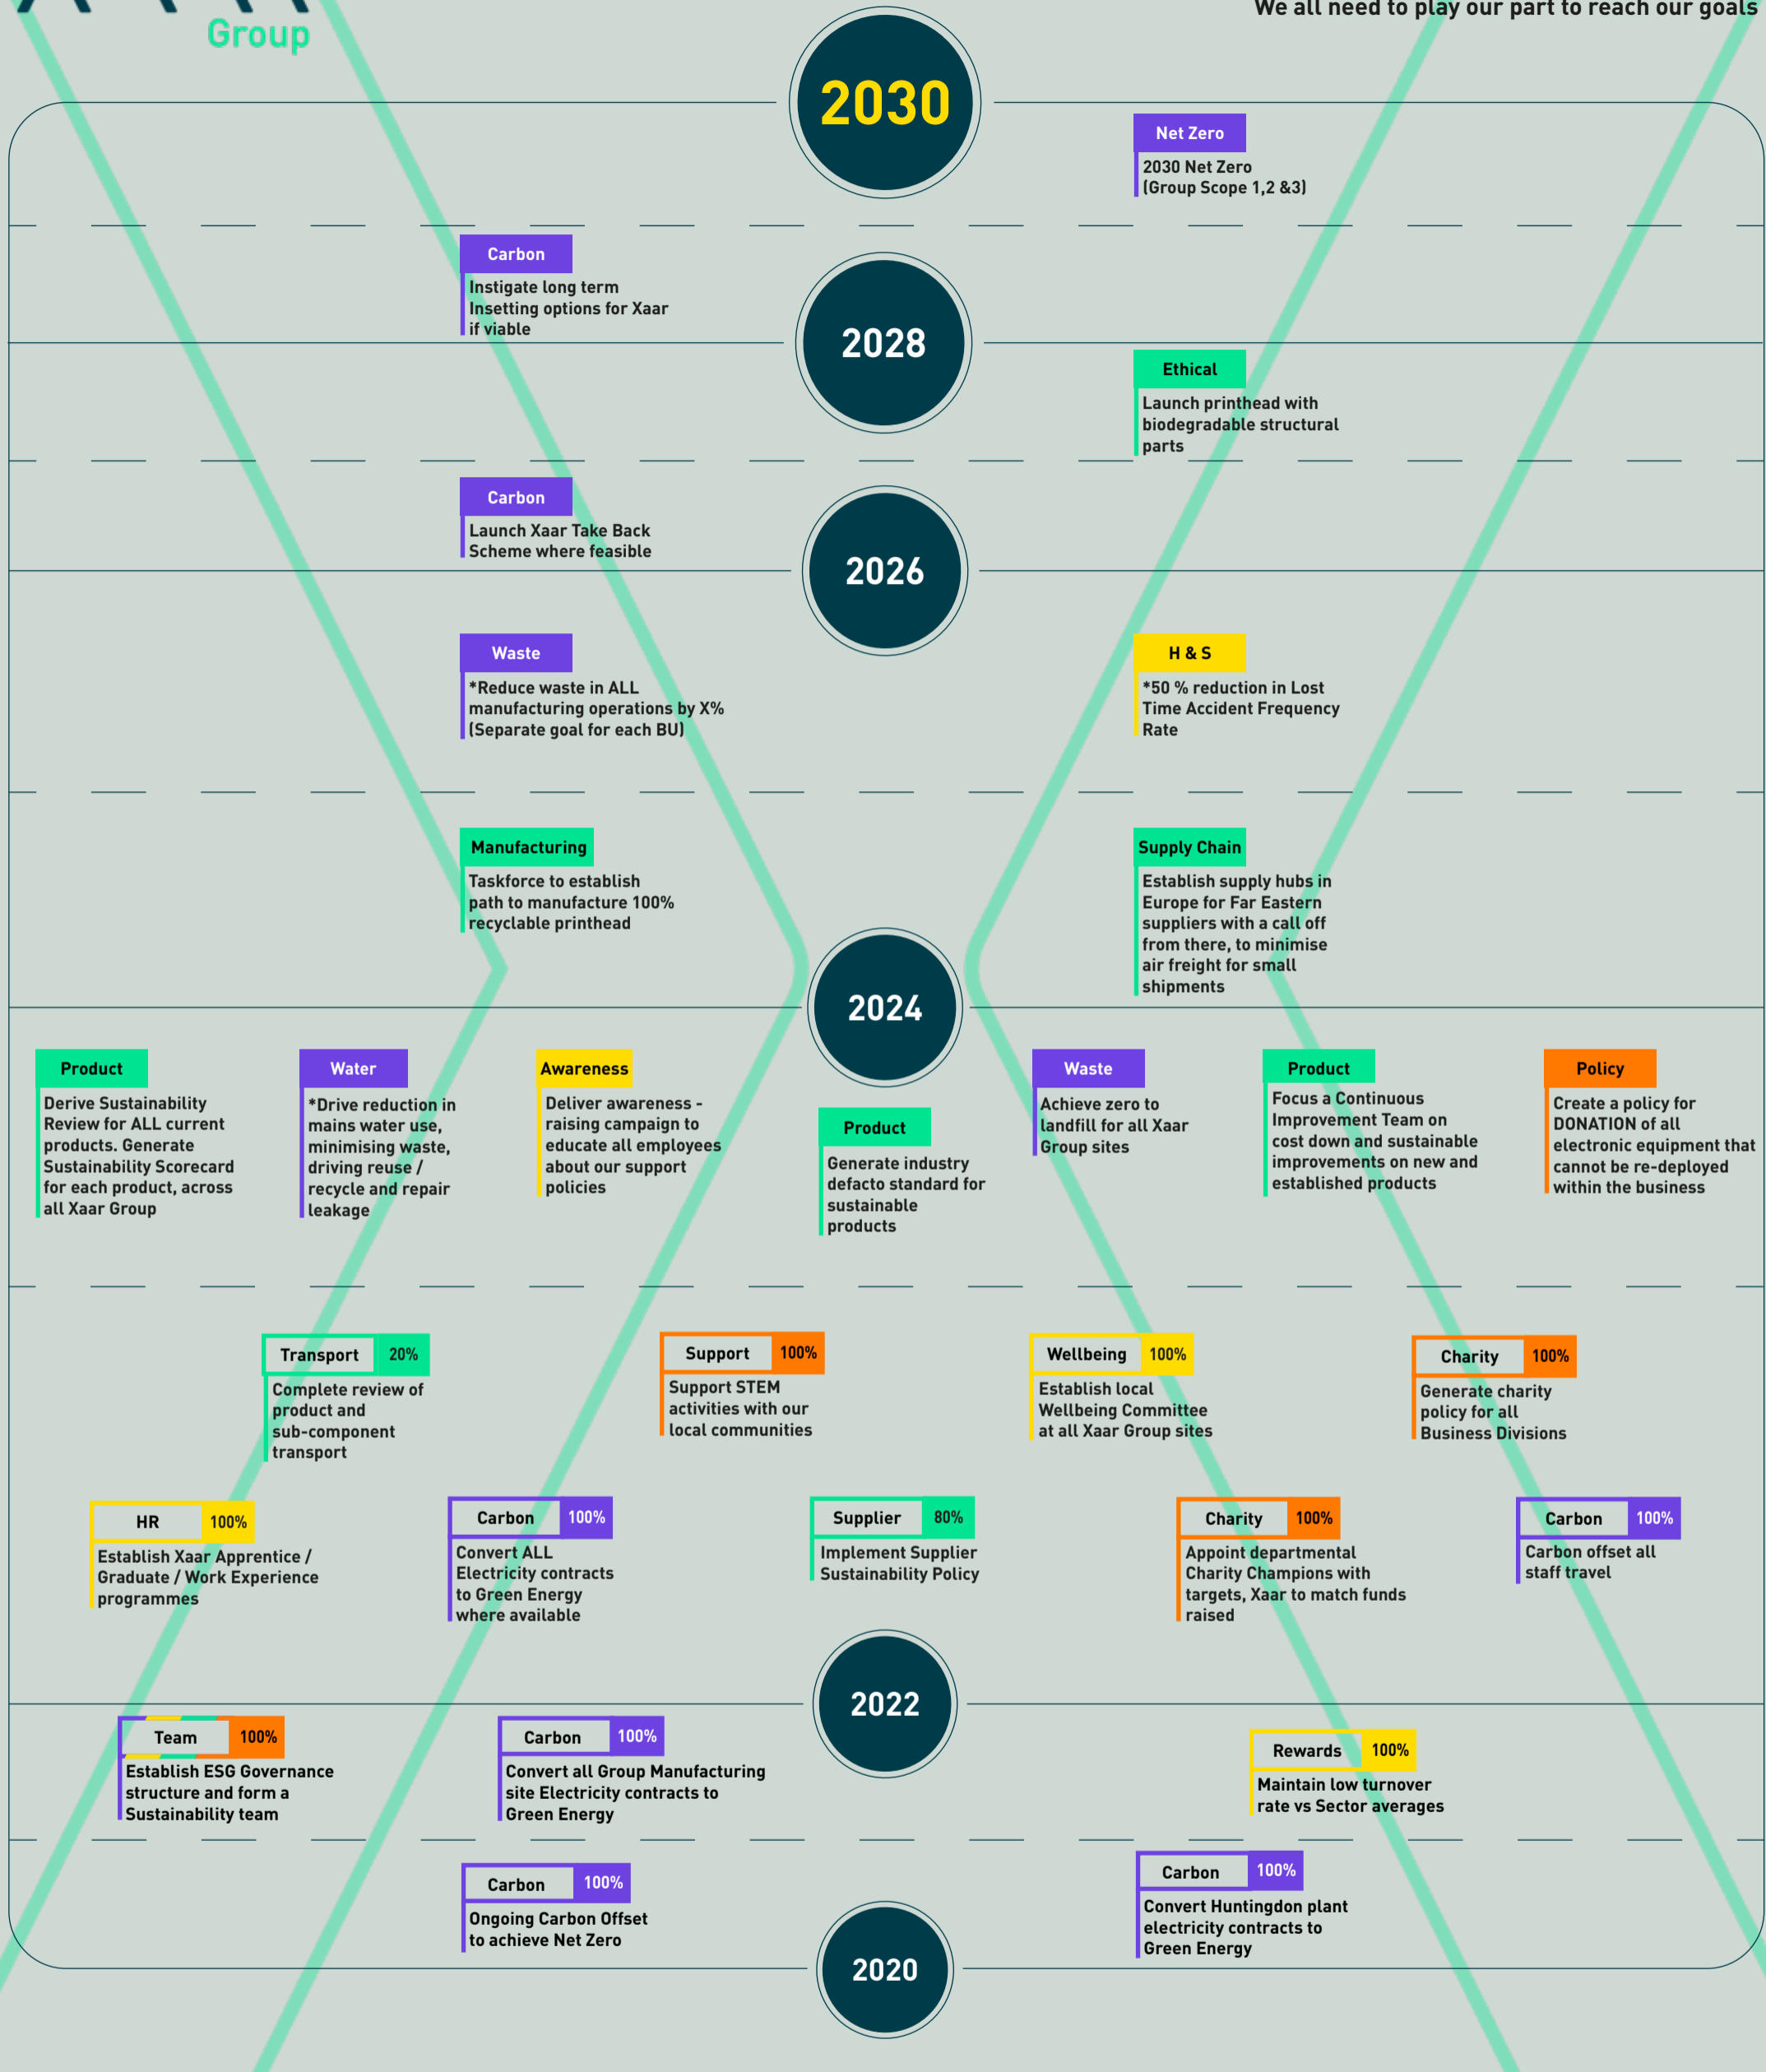 Group
We all need to play our part to reach our goals
2030
Net Zero
2030 Net Zero
(Group Scope 1,2 &3)
Carbon
Instigate long term
Insetting options for Xaar
if viable
2028
Ethical
Launch printhead with
biodegradable structural
parts
Carbon
Launch Xaar Take Back
Scheme where feasible
2026
Waste
*Reduce waste in ALL
manufacturing operations by X%
(Separate goal for each BU)
H & S
*50 % reduction in Lost
Time Accident Frequency
Rate
Manufacturing
Taskforce to establish
path to manufacture 100%
recyclable printhead
Supply Chain
Establish supply hubs in
Europe for Far Eastern
suppliers with a call off
from there, to minimise
air freight for small
shipments
2024
Product
Derive Sustainability
Review for ALL current
products. Generate
Sustainability Scorecard
for each product, across
all Xaar Group
Water
*Drive reduction in
mains water use,
minimising waste,
driving reuse /
recycle and repair
leakage
Awareness
Deliver awareness -
raising campaign to
educate all employees
about our support
policies
Product
Generate industry
defacto standard for
sustainable
products
Waste
Achieve zero to
landfill for all Xaar
Group sites
Product
Focus a Continuous
Improvement Team on
cost down and sustainable
improvements on new and
established products
Policy
Create a policy for
DONATION of all
electronic equipment that
cannot be re-deployed
within the business
Transport 20%
Complete review of
product and
sub-component
transport
Support 100%
Support STEM
activities with our
local communities
Wellbeing 100%
Establish local
Wellbeing Committee
at all Xaar Group sites
Charity 100%
Generate charity
policy for all
Business Divisions
HR 100%
Establish Xaar Apprentice /
Graduate / Work Experience
programmes
Carbon 100%
Convert ALL
Electricity contracts
to Green Energy
where available
Supplier 80%
Implement Supplier
Sustainability Policy
Charity 100%
Appoint departmental
Charity Champions with
targets, Xaar to match funds
raised
Carbon 100%
Carbon offset all
staff travel
2022
Team 100%
Establish ESG Governance
structure and form a
Sustainability team
Carbon 100%
Convert all Group Manufacturing
site Electricity contracts to
Green Energy
Rewards 100%
Maintain low turnover
rate vs Sector averages
Carbon 100%
Ongoing Carbon Offset
to achieve Net Zero
Carbon 100%
Convert Huntingdon plant
electricity contracts to
Green Energy
2020